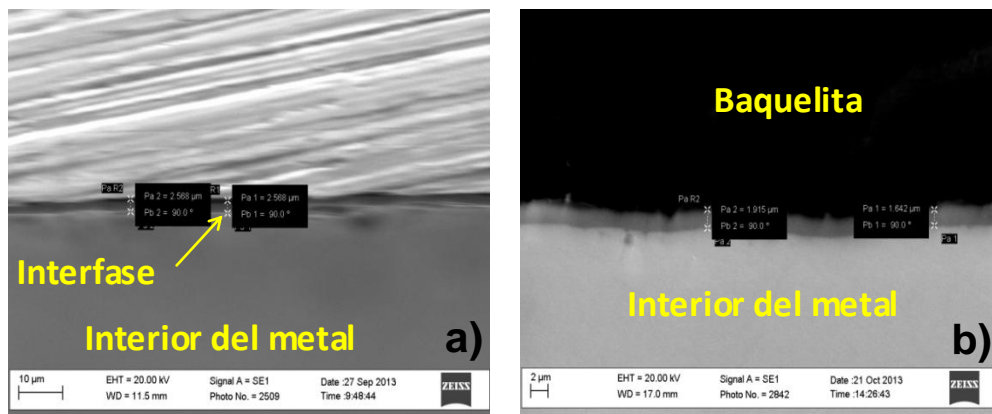 Pa R2
R1
Pa 2 = 2.568 µm
Pb 2 = 90.0 °
Pa 1 = 2.568 µm
Pb 1 = 90.0 °
Interfase
Interior del metal
a)
10 µm
EHT = 20.00 kV
WD = 11.5 mm
Signal A = SE1
Photo No. = 2509
Date :27 Sep 2013
Time :9:48:44
ZEISS
Baquelita
Pa R2
Pa 2 = 1.915 µm
Pb 2 = 90.0 °
Pa 1 = 1.642 µm
Pb 1 = 90.0 °
Pa 2
Pa 1
Interior del metal
b)
2 µm
EHT = 20.00 kV
WD = 17.0 mm
Signal A = SE1
Photo No. = 2842
Date :21 Oct 2013
Time :14:26:43
ZEISS